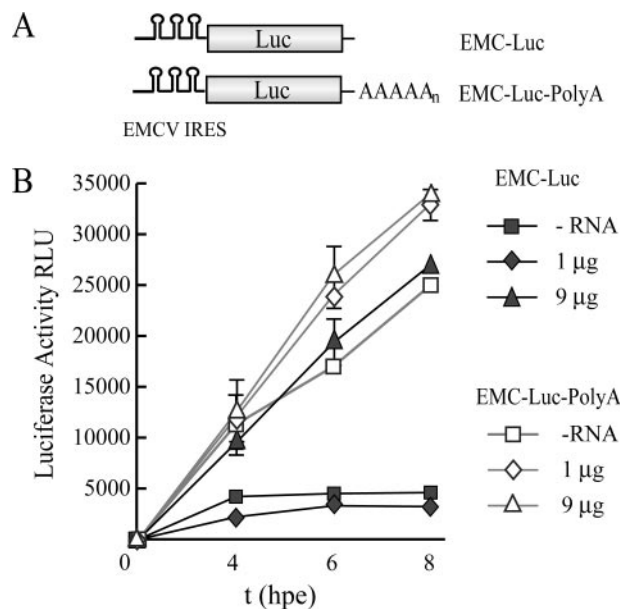 A
Luc
EMC-Luc
Luc
AAAAAn
EMC-Luc-PolyA
EMCV IRES
B
Luciferase Activity RLU
35000
30000
25000
20000
15000
10000
5000
0
4
6
8
t (hpe)
EMC-Luc
- RNA
1 µg
9 µg
EMC-Luc-PolyA
-RNA
1 µg
9 µg